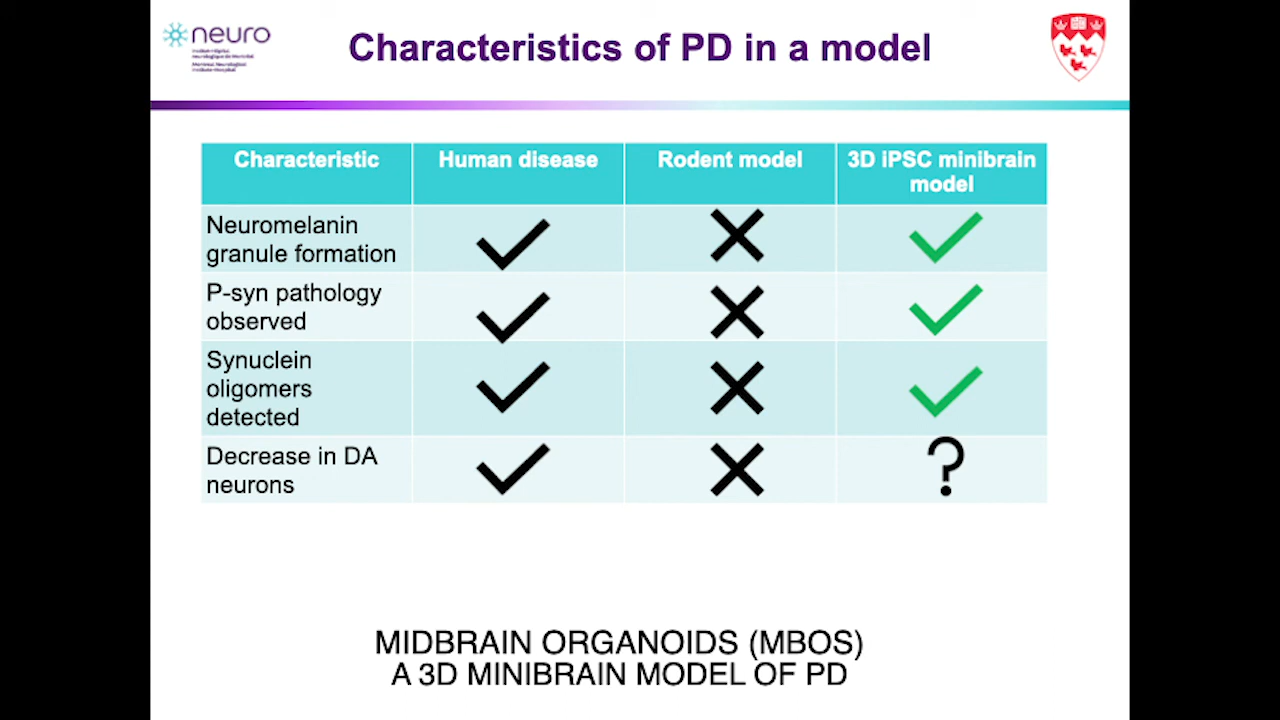 neuro
Characteristics of PD in a model
Characteristic
Human disease
Rodent model
3D iPSC minibrain
model
Neuromelanin
granule formation
P-syn pathology
observed
Synuclein
oligomers
detected
Decrease in DA
neurons
?
MIDBRAIN ORGANOIDS (MBOS)
A 3D MINIBRAIN MODEL OF PD